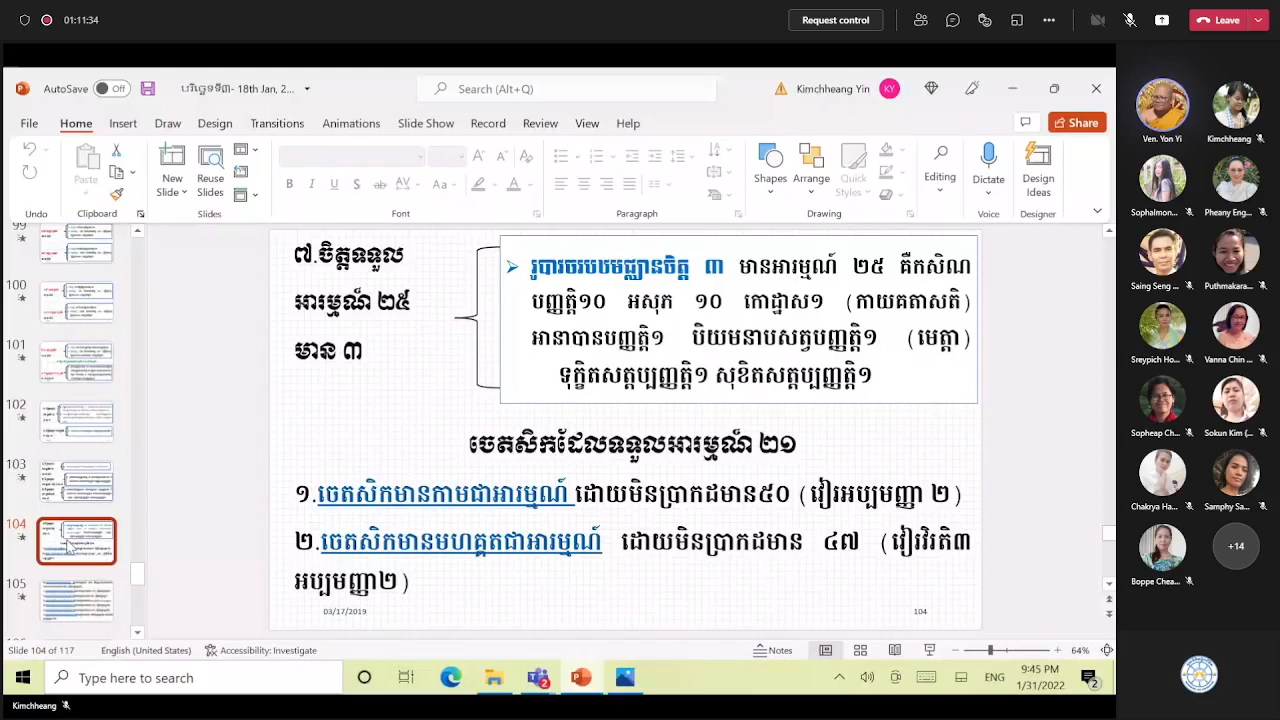 01:11:34
Request control
Leave
AutoSave Off
បរិច្ឆេទទី៣- 18th Jan, 2...
Search (Alt+Q)
Kimchheang Yin KY
File Home Insert Draw Design Transitions Animations Slide Show Record Review View Help
Share
Paste
New Slide
Reuse Slides
Shapes
Arrange
Quick Styles
Editing
Dictate
Design Ideas
Undo Clipboard Slides Font Paragraph Drawing Voice Designer
99
100
101
102
103
104
105
៧.ចិត្តទទួល
អារម្មណ៍ ២៥
មាន ៣
រូបាវចរបឋមជ្ឈានចិត្ត ៣ មានអារម្មណ៍ ២៥ គឺកសិណ
បញ្ញត្តិ១០ អសុភ ១០ កោដ្ឋាស១ (កាយគតាសតិ)
អានាបានបញ្ញត្តិ១ បិយមនាបសត្វបញ្ញត្តិ១ (មេត្តា)
ទុក្ខិតសត្តប្បញ្ញត្តិ១ សុខិតសត្តប្បញ្ញត្តិ១
ចេតសិកដែលទទួលអារម្មណ៍ ២១
១.ចេតសិកមានកាមជាអារម្មណ៍ ដោយមិនប្រាកដមាន៥០ (វៀរអប្បមញ្ញា ២)
២.ចេតសិកមានមហគ្គតជាអារម្មណ៍ ដោយមិនប្រាកដមាន ៤៧ (វៀរវិរតិ៣
អប្បមញ្ញា២)
03/17/2019
104
Slide 104 of 117 English (United States) Accessibility: Investigate Notes 64%
Type here to search
ENG
9:45 PM
1/31/2022
2
Kimchheang
Ven. Yon Yi
Kimchheang
Sophalmon...
Pheany Eng...
Saing Seng ...
Puthmakara...
Sreypich Ho...
Vanna Chin ...
Sopheap Ch...
Sokun Kim (...
Chakrya Ha...
Samphy Sa...
Boppe Chea...
+14